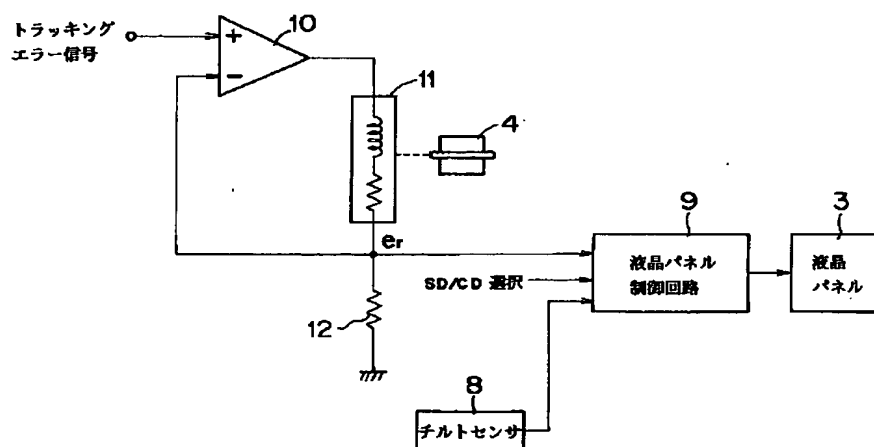 トラッキング
エラー信号
+
−
10
11
4
er
SD/CD 選択
12
9
液晶パネル
制御回路
3
液晶
パネル
8
チルトセンサ